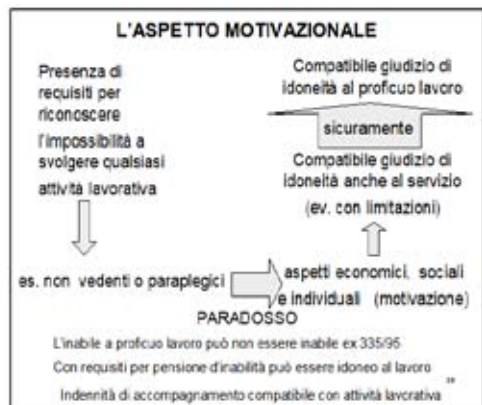 L'ASPETTO MOTIVAZIONALE
Presenza di
requisiti per
riconoscere
l'impossibilità a
svolgere qualsiasi
attività lavorativa
es. non vedenti o paraplegici
aspetti economici, sociali
e individuali (motivazione)
Compatibile giudizio di
idoneità anche al servizio
(ev. con limitazioni)
sicuramente
Compatibile giudizio di
idoneità al proficuo lavoro
PARADOSSO
L'inabile a proficuo lavoro può non essere inabile ex 335/95
Con requisiti per pensione d'inabilità può essere idoneo al lavoro
Indennità di accompagnamento compatibile con attività lavorativa